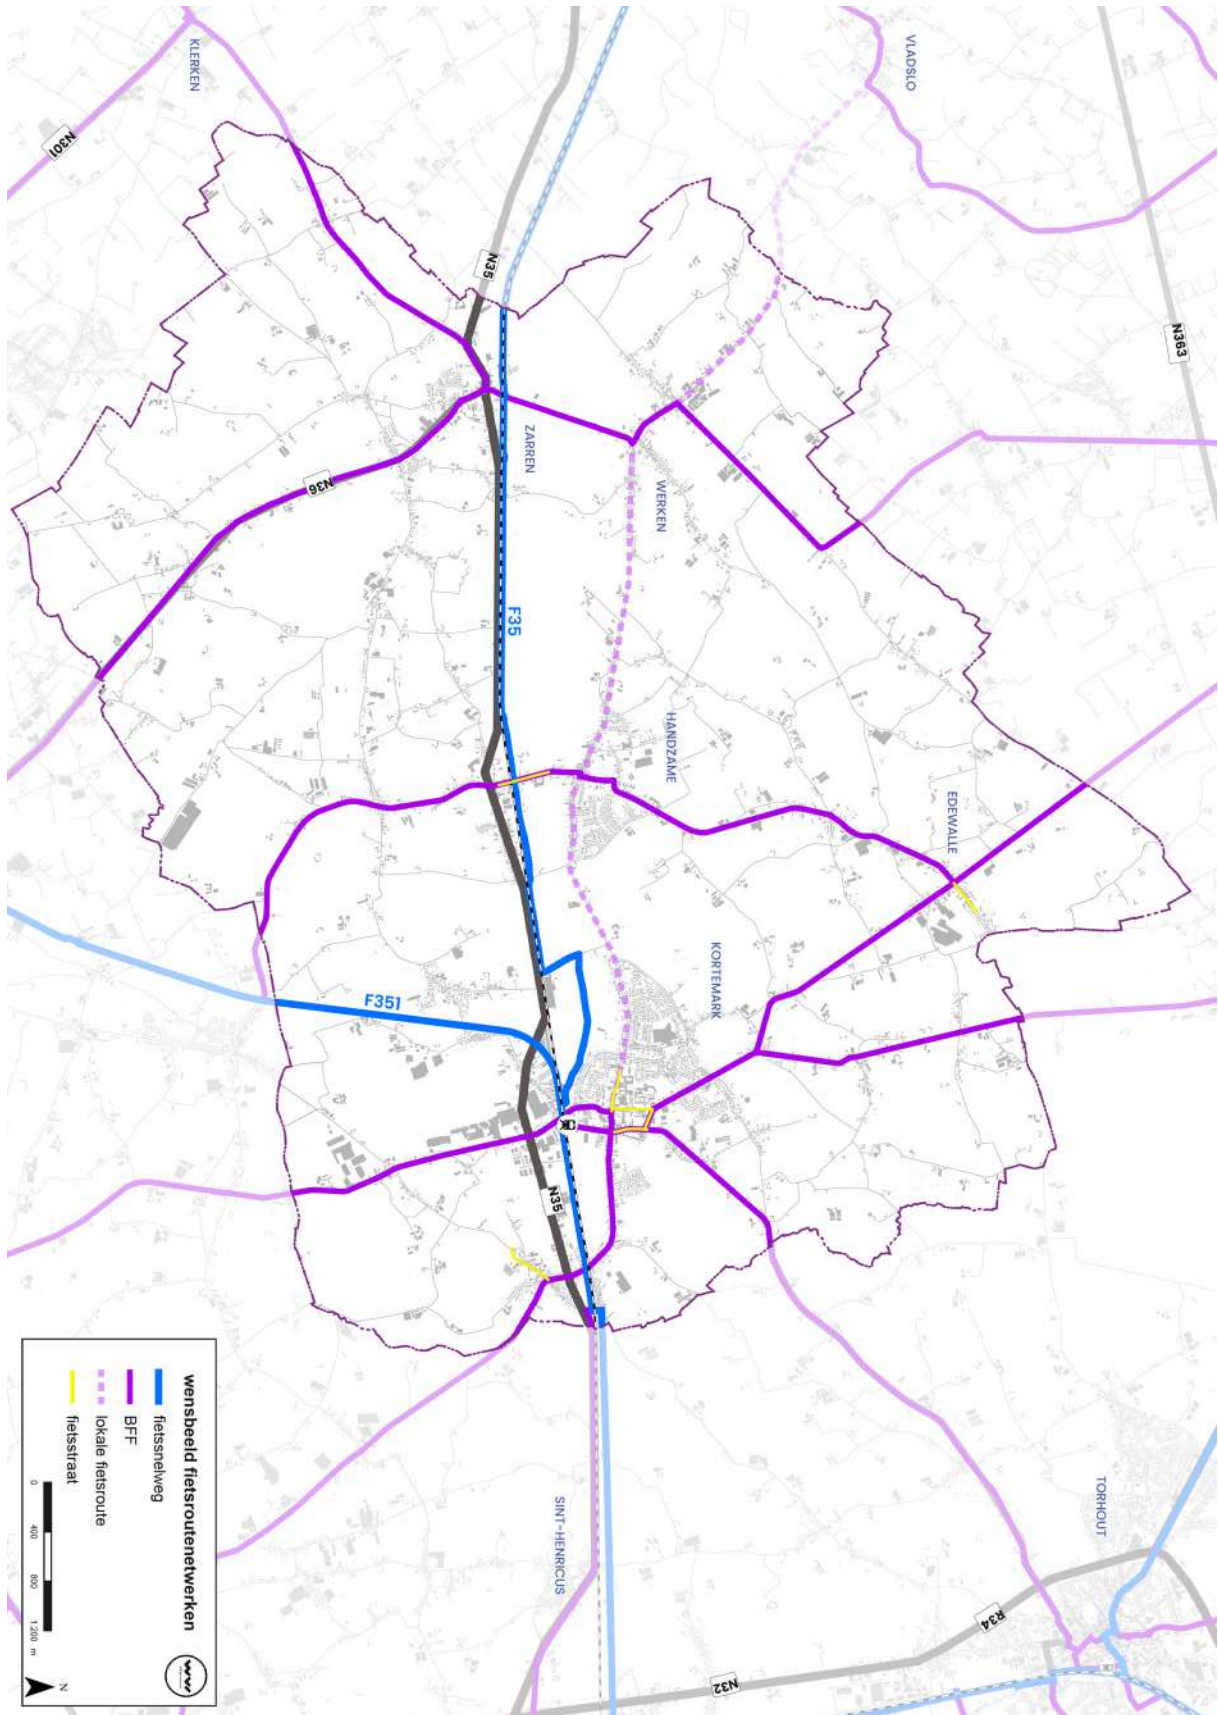 KLERKEN
VLADSLO
N301
N35
N363
ZARREN
WERKEN
N36
F35
HANDZAME
EDEWALLE
KORTEMARK
F351
N35
TORHOUT
SINT-HENRICUS
R34
N32
wensbeeld fietsroutenetwerken
fietssnelweg
BFF
lokale fietsroute
fietsstraat
0 400 800 1.200 m
N